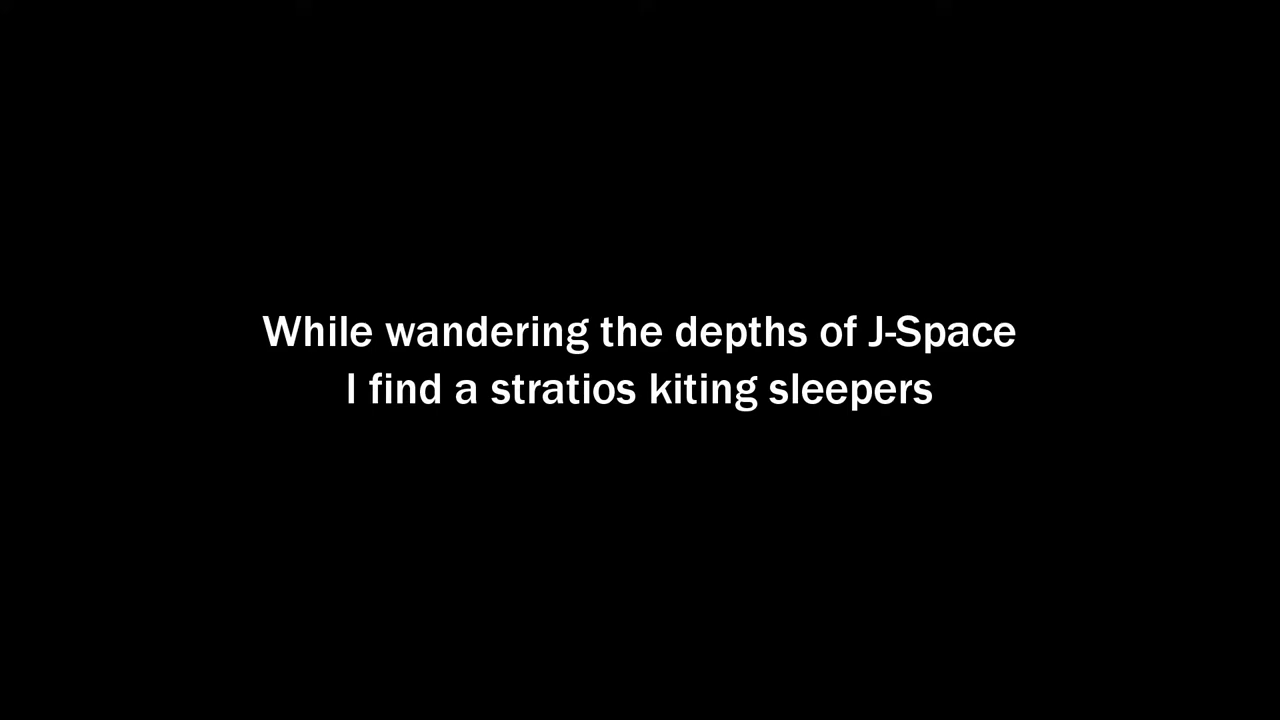 While wandering the depths of J-Space
I find a stratios kiting sleepers